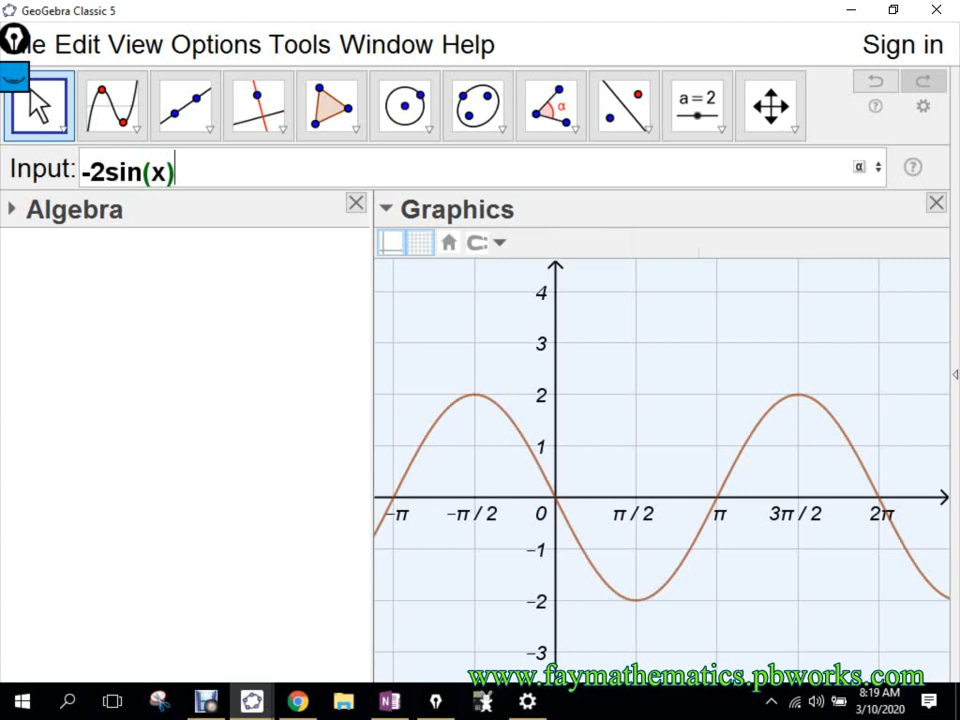 GeoGebra Classic 5
File Edit View Options Tools Window Help
Sign in
α
a = 2
Input: -2sin(x)
α
Algebra
Graphics
4
3
2
1
−π −π / 2 0 π / 2 π 3π / 2 2π
−1
−2
−3
www.faymathematics.pbworks.com
8:19 AM
3/10/2020